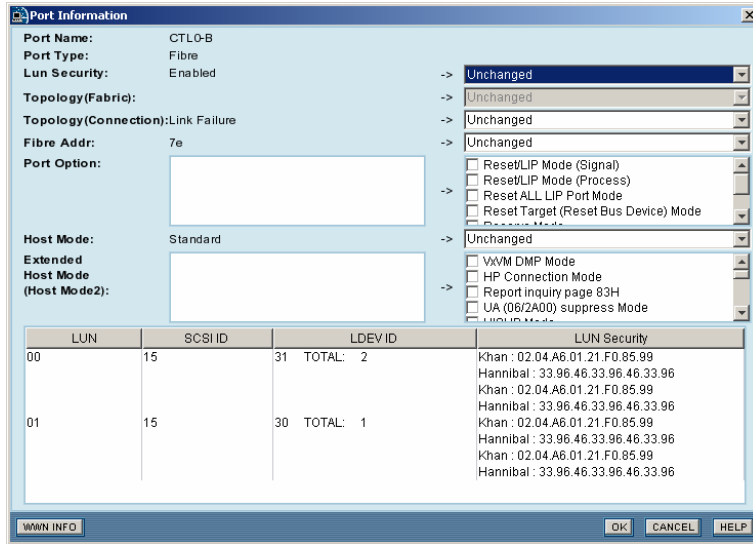 Port Information
Port Name: CTL0-B
Port Type: Fibre
Lun Security: Enabled -> Unchanged
Topology(Fabric): -> Unchanged
Topology(Connection): Link Failure -> Unchanged
Fibre Addr: 7e -> Unchanged
Port Option: ->
Reset/LIP Mode (Signal)
Reset/LIP Mode (Process)
Reset ALL LIP Port Mode
Reset Target (Reset Bus Device) Mode
Host Mode: Standard -> Unchanged
Extended
Host Mode
(Host Mode2): ->
VxVM DMP Mode
HP Connection Mode
Report inquiry page 83H
UA (06/2A00) suppress Mode
LUN SCSI ID LDEV ID LUN Security
00 15 31 TOTAL: 2 Khan : 02.04.A6.01.21.F0.85.99
Hannibal : 33.96.46.33.96.46.33.96
Khan : 02.04.A6.01.21.F0.85.99
Hannibal : 33.96.46.33.96.46.33.96
01 15 30 TOTAL: 1 Khan : 02.04.A6.01.21.F0.85.99
Hannibal : 33.96.46.33.96.46.33.96
Khan : 02.04.A6.01.21.F0.85.99
Hannibal : 33.96.46.33.96.46.33.96
WWN INFO OK CANCEL HELP